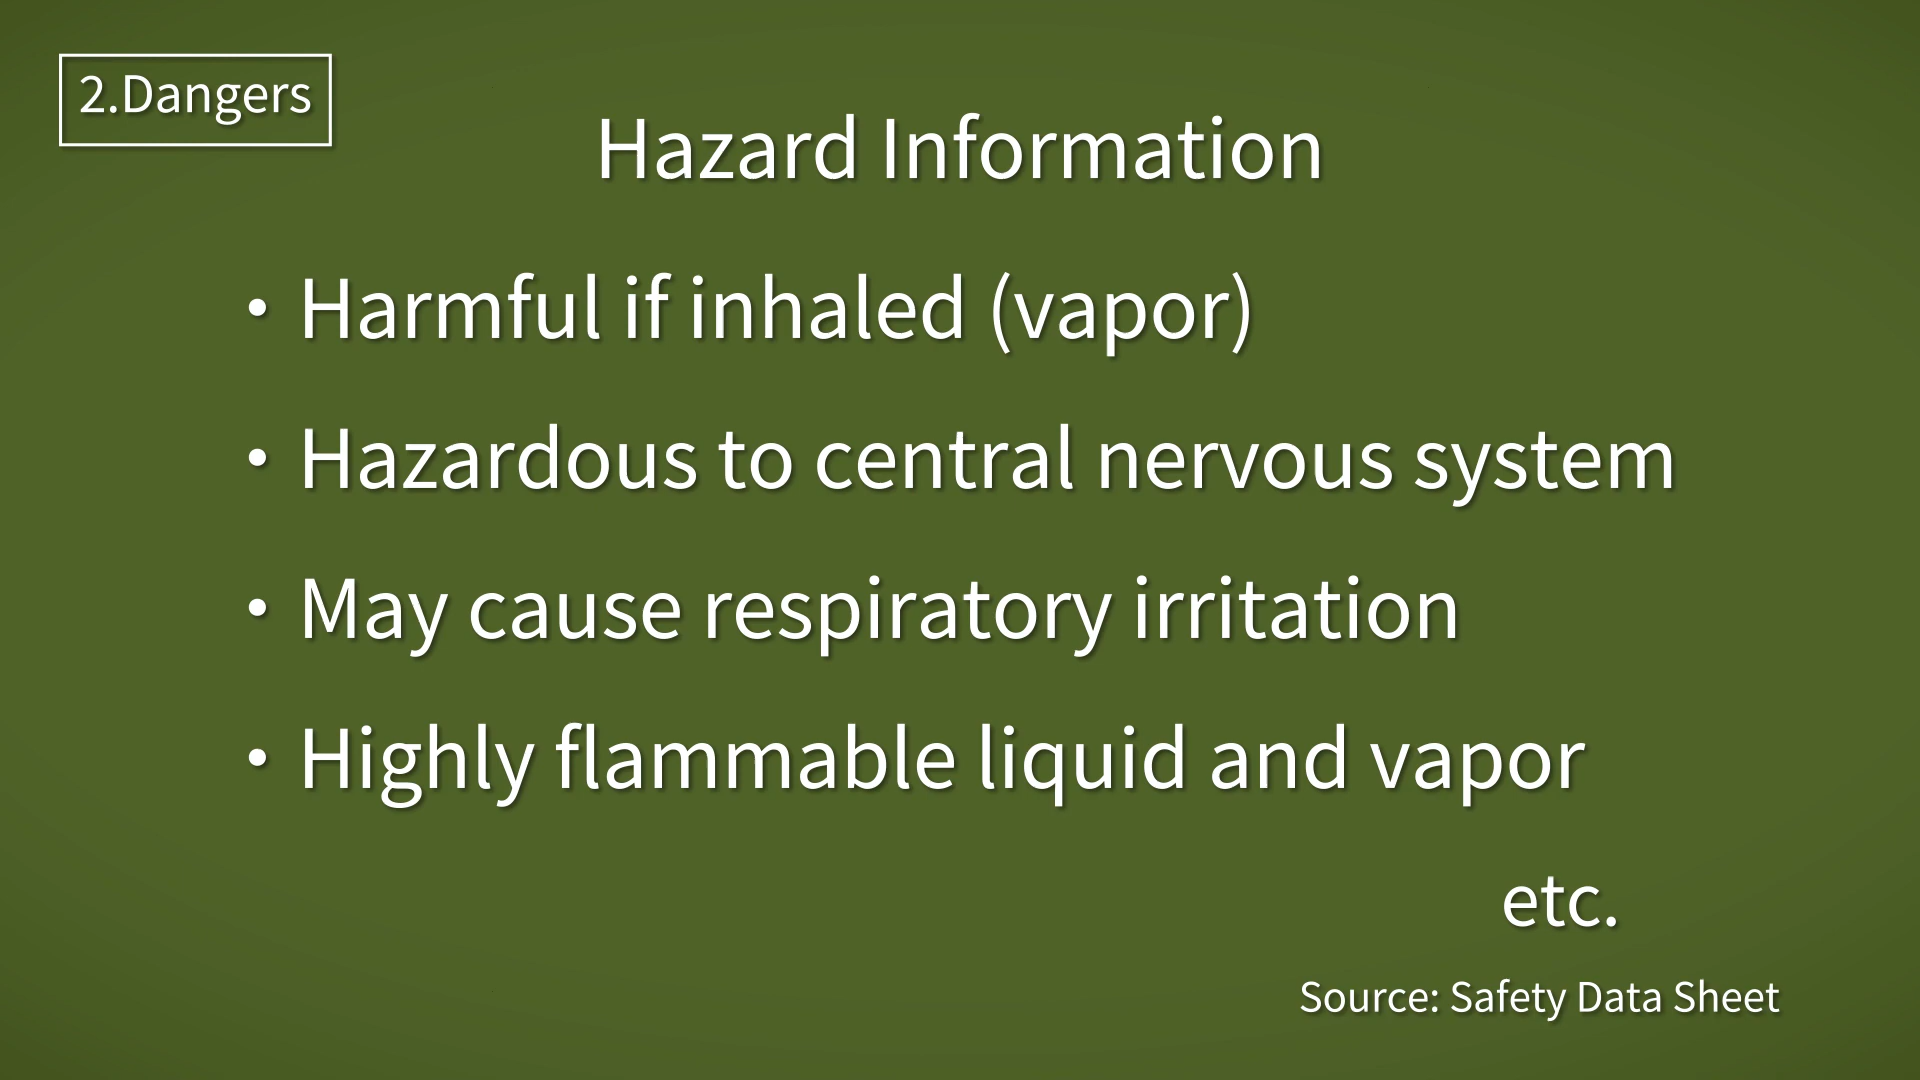 2.Dangers
Hazard Information
• Harmful if inhaled (vapor)
• Hazardous to central nervous system
• May cause respiratory irritation
• Highly flammable liquid and vapor
etc.
Source: Safety Data Sheet